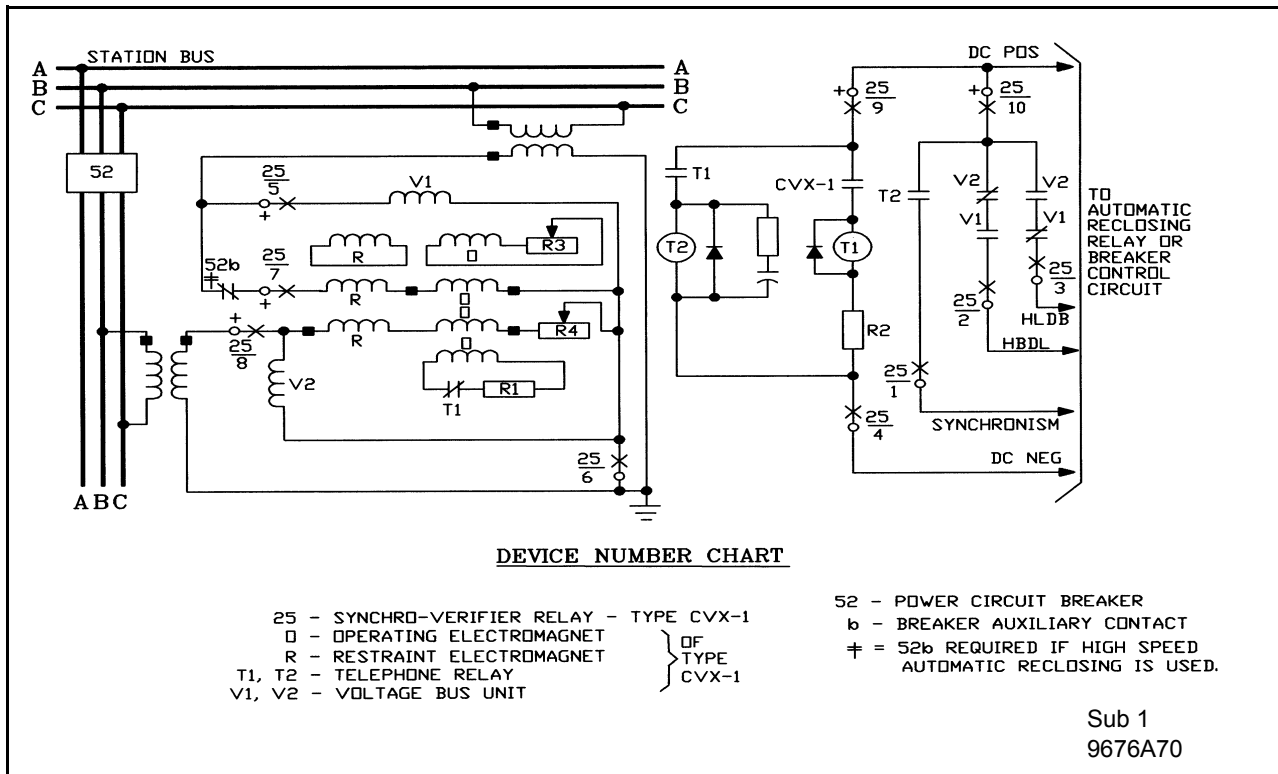 STATION BUS
A
B
C
A
B
C
52
25
5
+
V1
R
O
R3
52b
‡
25
7
+
R
O
O
+
25
8
R
O
R4
V2
T1
R1
25
6
A B C
DC POS
+
25
9
+
25
10
T1
CVX-1
T2
V2
V2
V1
V1
T2
T1
R2
25
3
HLDB
25
2
HBDL
25
1
SYNCHRONISM
25
4
DC NEG
TO
AUTOMATIC
RECLOSING
RELAY OR
BREAKER
CONTROL
CIRCUIT
DEVICE NUMBER CHART
25 - SYNCHRO-VERIFIER RELAY - TYPE CVX-1
O - OPERATING ELECTROMAGNET
R - RESTRAINT ELECTROMAGNET
T1, T2 - TELEPHONE RELAY
V1, V2 - VOLTAGE BUS UNIT
OF
TYPE
CVX-1
52 - POWER CIRCUIT BREAKER
b - BREAKER AUXILIARY CONTACT
‡ = 52b REQUIRED IF HIGH SPEED
AUTOMATIC RECLOSING IS USED.
Sub 1
9676A70